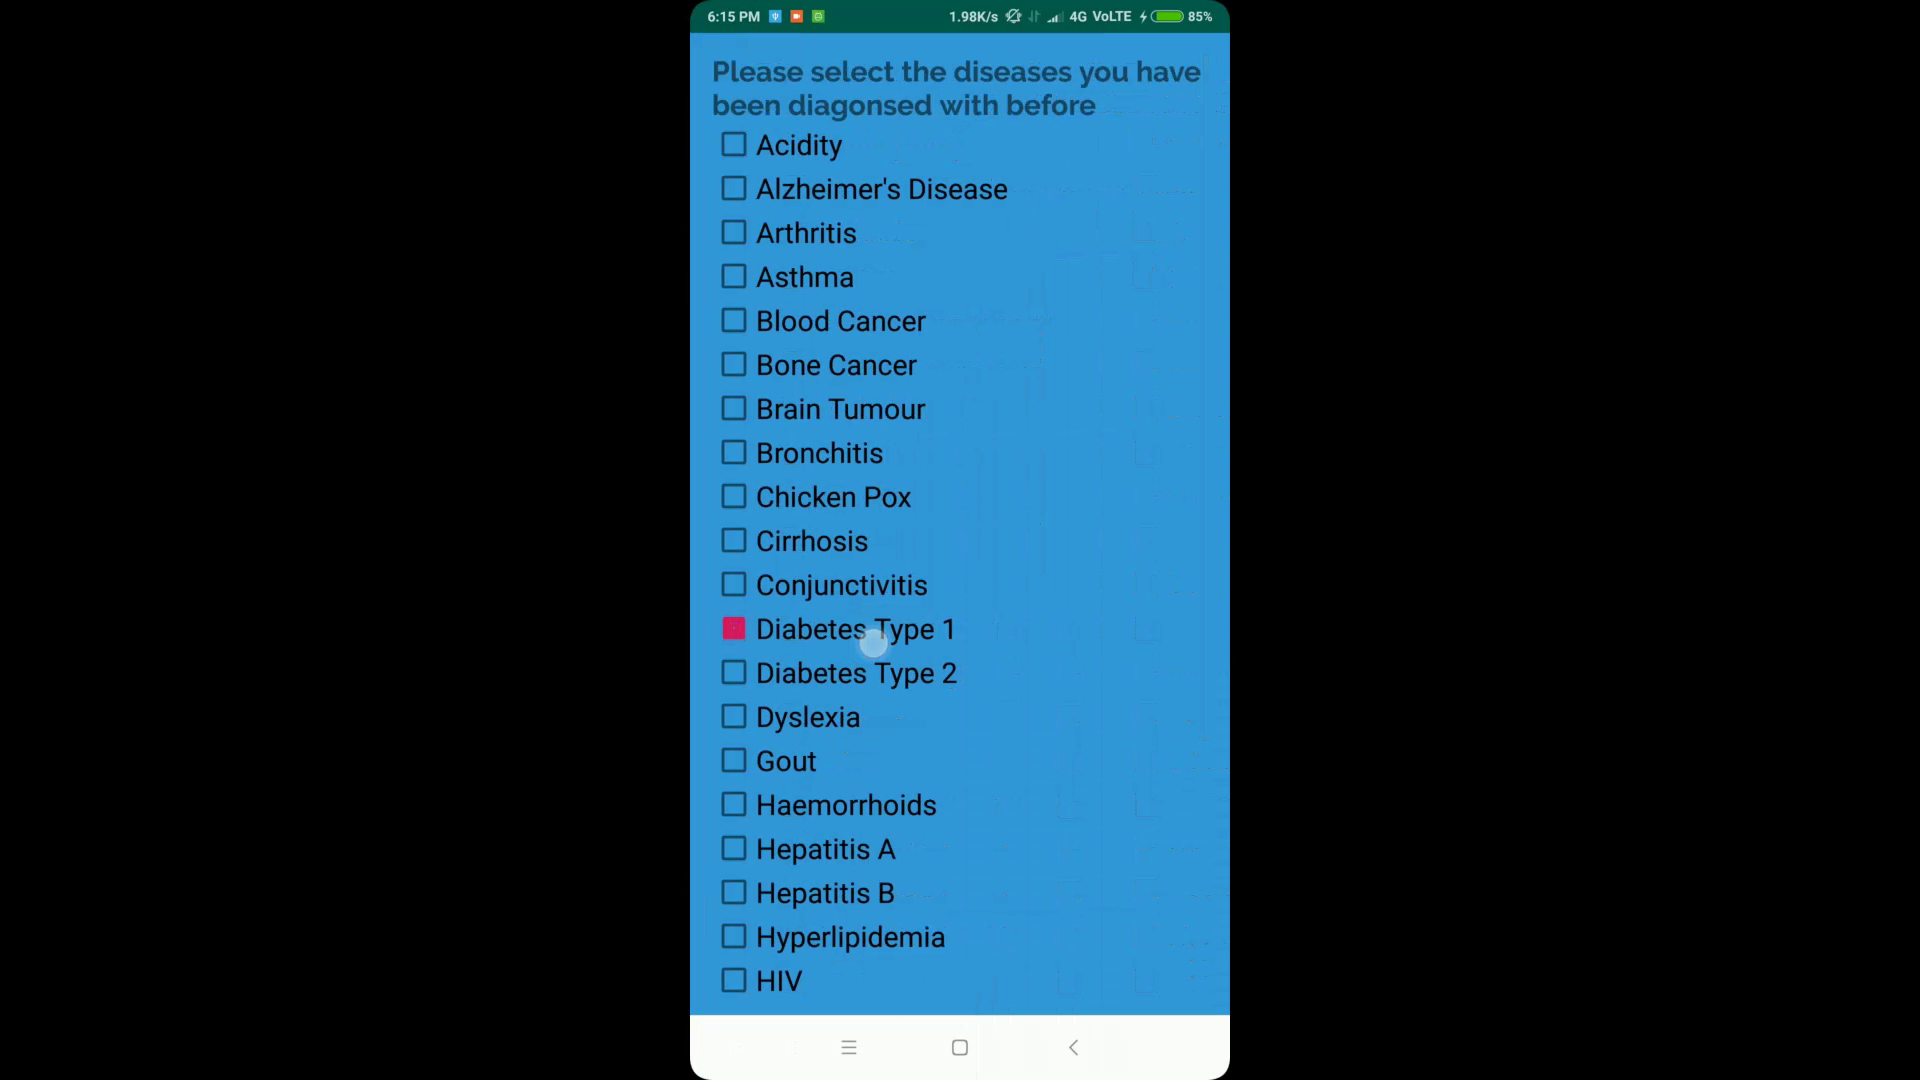 6:15 PM 1.98K/s 4G VoLTE 85%
Please select the diseases you have
been diagonsed with before
Acidity
Alzheimer's Disease
Arthritis
Asthma
Blood Cancer
Bone Cancer
Brain Tumour
Bronchitis
Chicken Pox
Cirrhosis
Conjunctivitis
Diabetes Type 1
Diabetes Type 2
Dyslexia
Gout
Haemorrhoids
Hepatitis A
Hepatitis B
Hyperlipidemia
HIV